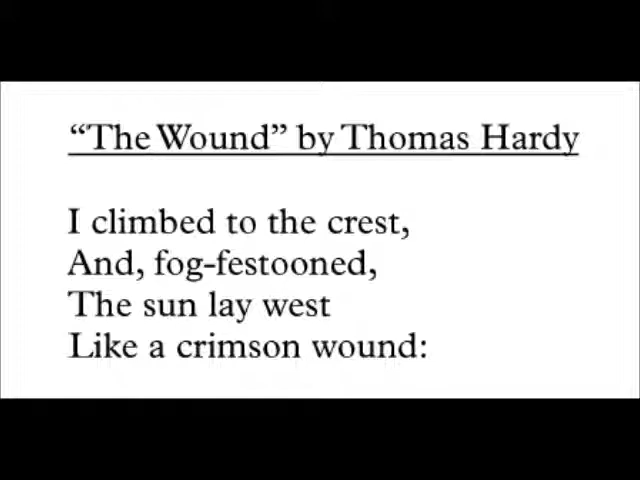 “The Wound” by Thomas Hardy
I climbed to the crest,
And, fog-festooned,
The sun lay west
Like a crimson wound: